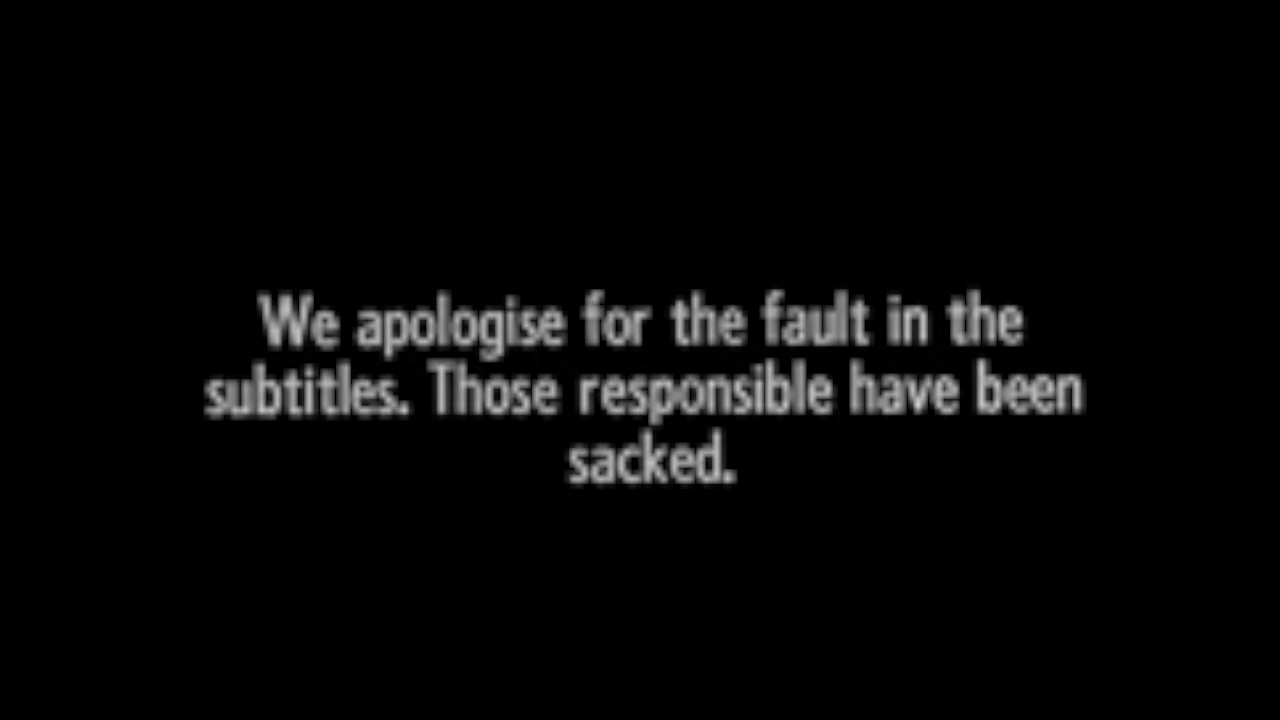 We apologise for the fault in the
subtitles. Those responsible have been
sacked.